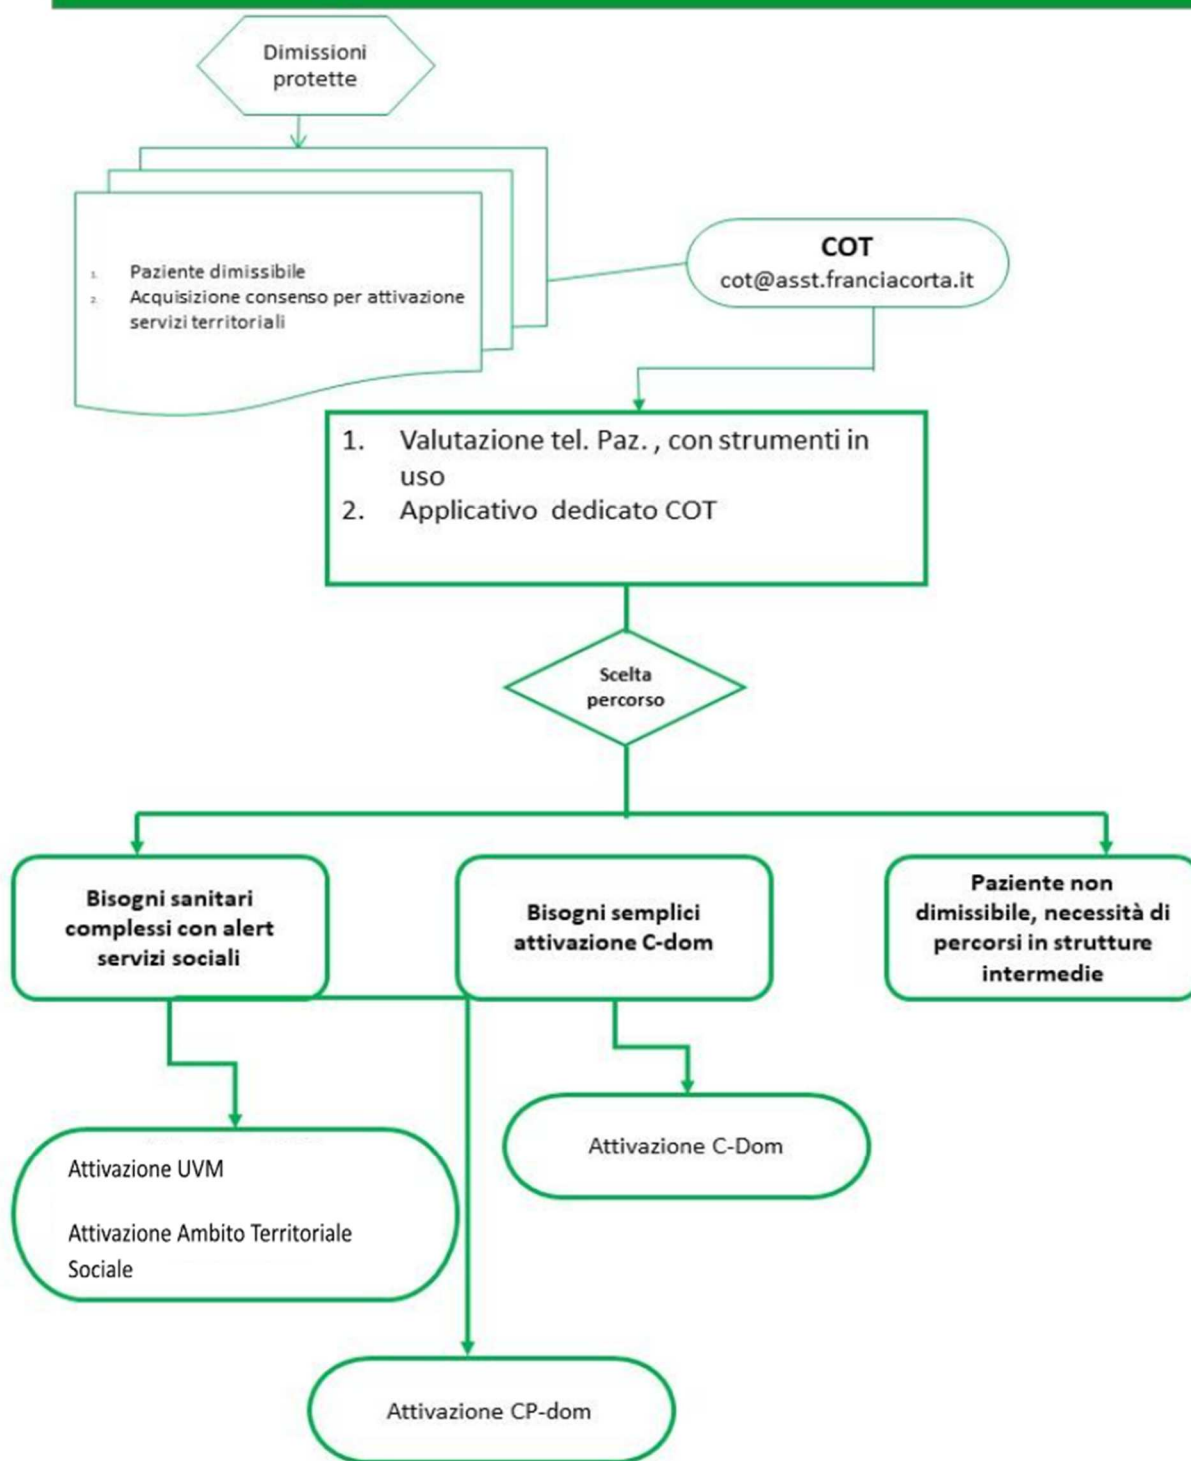 Dimissioni
protette
1. Paziente dimissibile
2. Acquisizione consenso per attivazione
servizi territoriali
COT
cot@asst.franciacorta.it
1. Valutazione tel. Paz. , con strumenti in
uso
2. Applicativo dedicato COT
Scelta
percorso
Bisogni sanitari
complessi con alert
servizi sociali
Bisogni semplici
attivazione C-dom
Paziente non
dimissibile, necessità di
percorsi in strutture
intermedie
Attivazione C-Dom
Attivazione UVM
Attivazione Ambito Territoriale
Sociale
Attivazione CP-dom